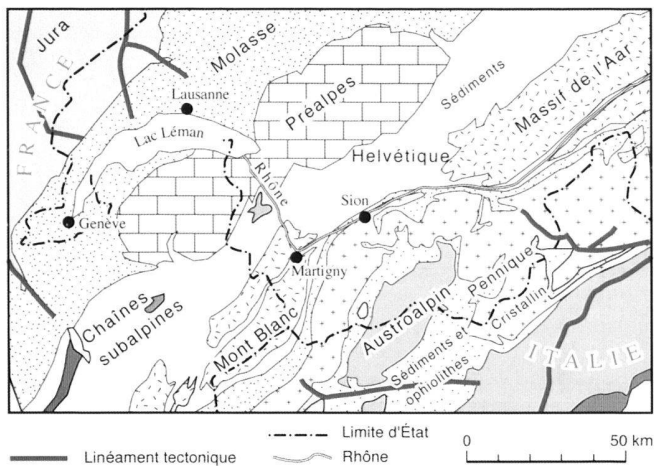 Jura
FRANCE
Molasse
Lausanne
Lac Léman
Préalpes
Sédiments
Massif de l'Aar
Helvétique
Rhône
Genève
Sion
Martigny
Chaînes
subalpines
Mont Blanc
Austroalpin
Pennique
Cristallin
Sédiments et
ophiolithes
ITALIE
Linéament tectonique
Limite d'État
Rhône
0
50 km